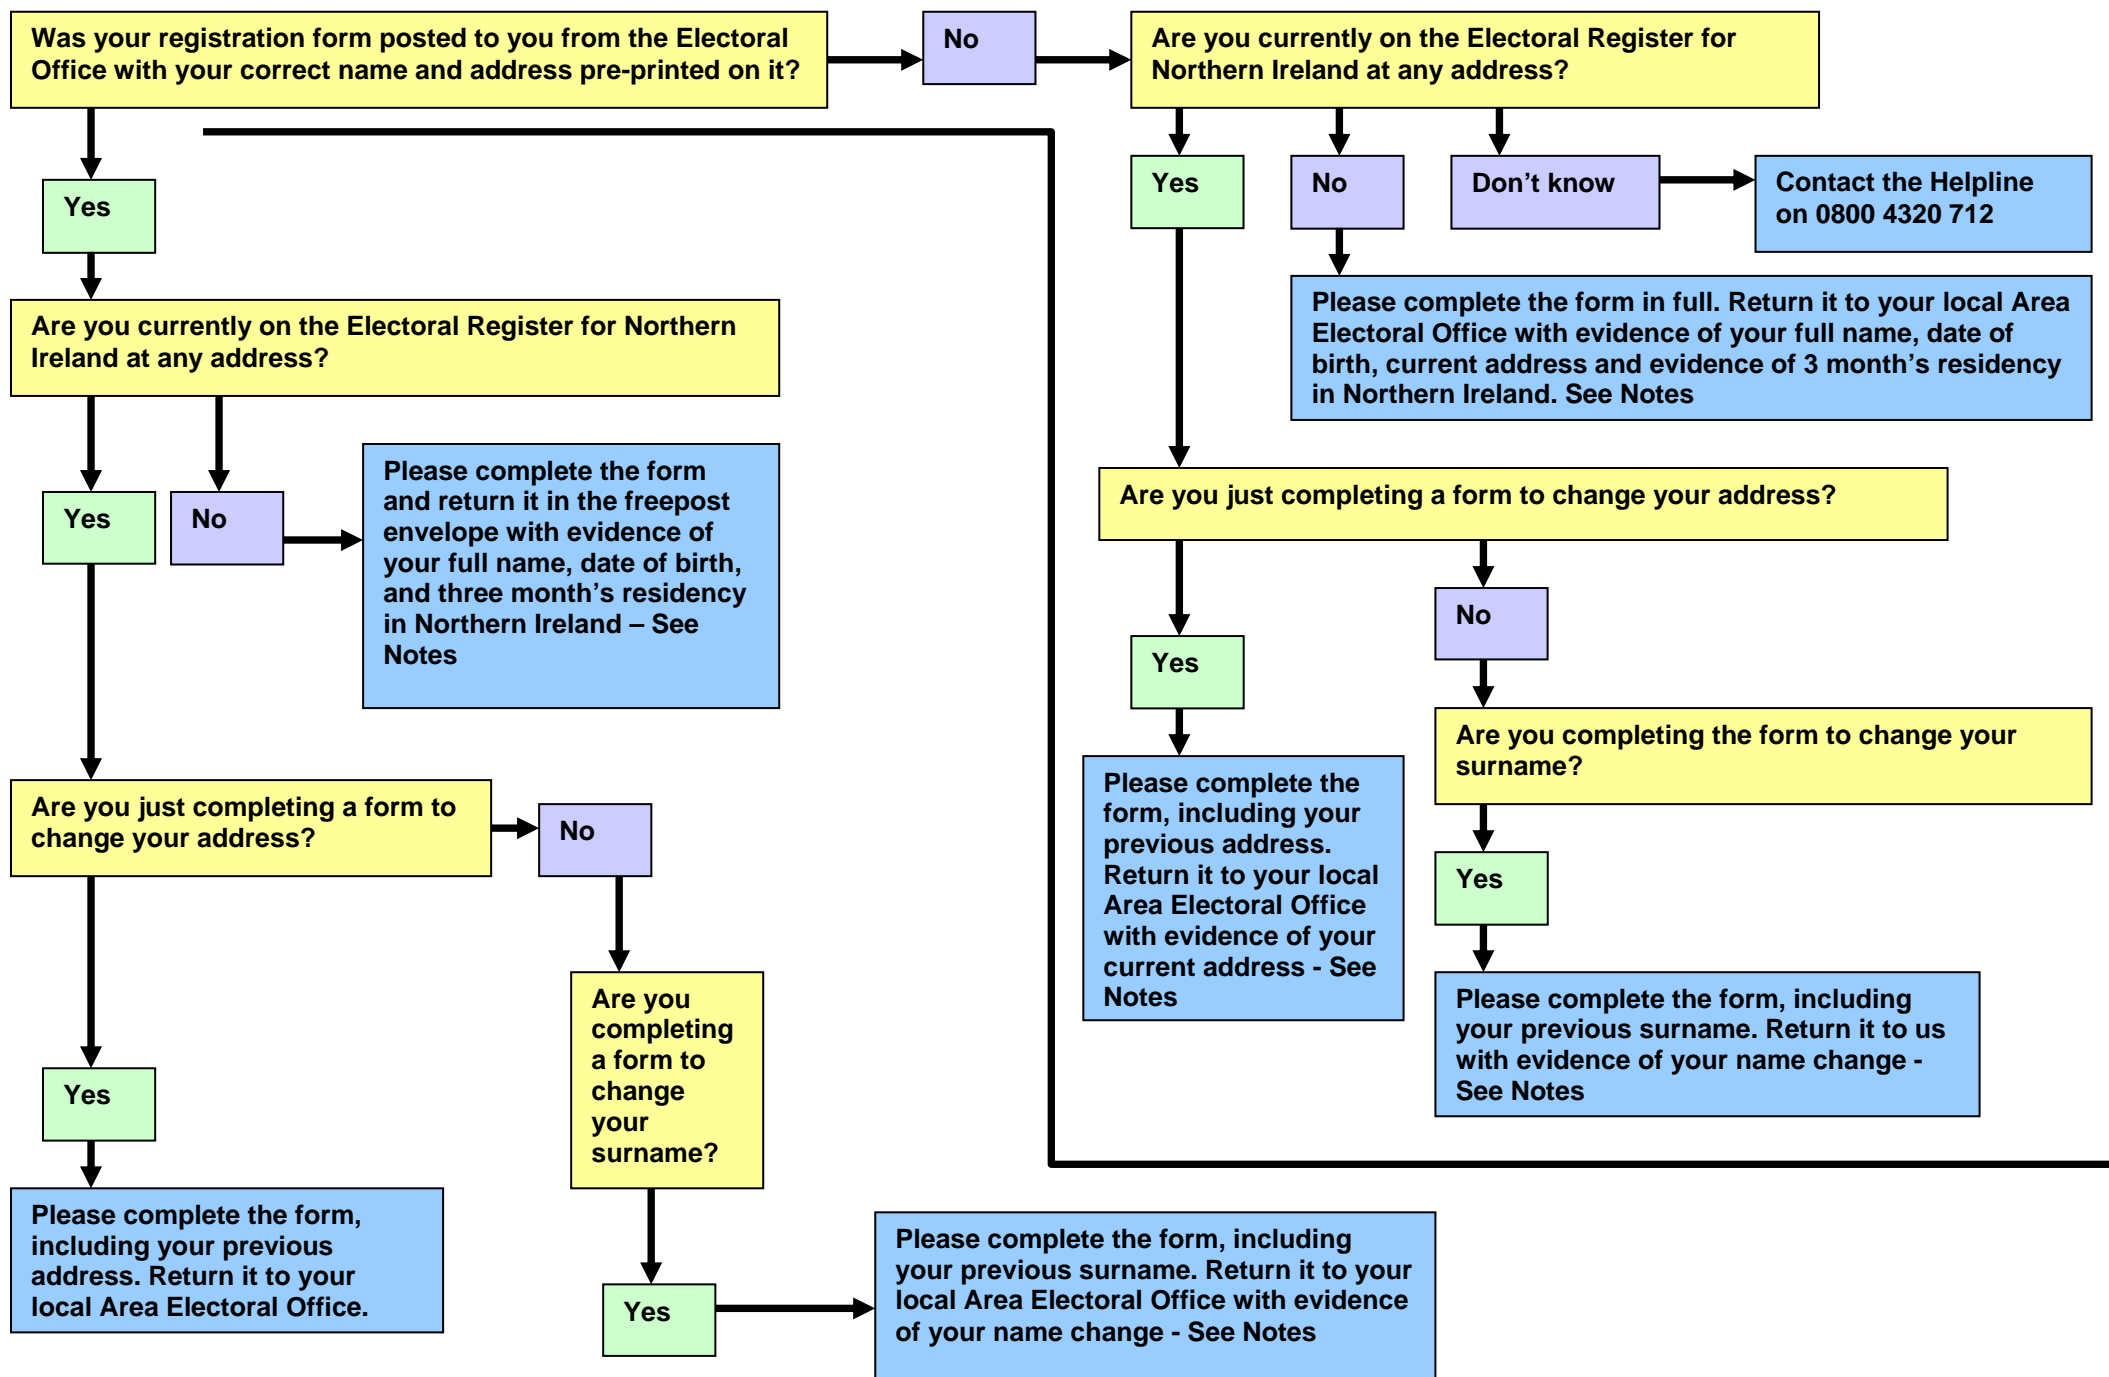 Was your registration form posted to you from the Electoral
Office with your correct name and address pre-printed on it?
No
Are you currently on the Electoral Register for
Northern Ireland at any address?
Yes
No
Don’t know
Contact the Helpline
on 0800 4320 712
Yes
Please complete the form in full. Return it to your local Area
Electoral Office with evidence of your full name, date of
birth, current address and evidence of 3 month’s residency
in Northern Ireland. See Notes
Are you currently on the Electoral Register for Northern
Ireland at any address?
Yes
No
Please complete the form
and return it in the freepost
envelope with evidence of
your full name, date of birth,
and three month’s residency
in Northern Ireland – See
Notes
Are you just completing a form to change your address?
No
Yes
Are you completing the form to change your
surname?
Please complete the
form, including your
previous address.
Return it to your local
Area Electoral Office
with evidence of your
current address - See
Notes
Yes
Please complete the form, including
your previous surname. Return it to us
with evidence of your name change -
See Notes
Are you just completing a form to
change your address?
No
Are you
completing
a form to
change
your
surname?
Yes
Please complete the form,
including your previous
address. Return it to your
local Area Electoral Office.
Yes
Please complete the form, including
your previous surname. Return it to your
local Area Electoral Office with evidence
of your name change - See Notes